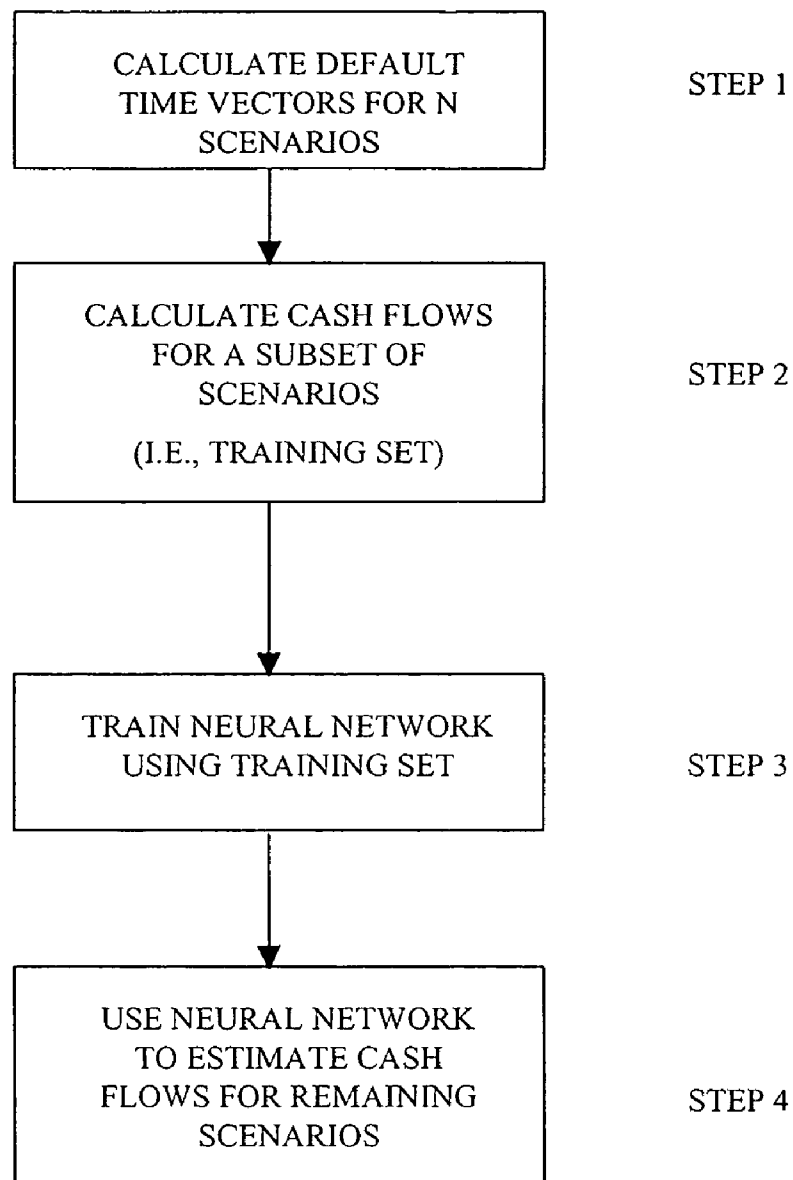 CALCULATE DEFAULT
TIME VECTORS FOR N
SCENARIOS
STEP 1
CALCULATE CASH FLOWS
FOR A SUBSET OF
SCENARIOS
(I.E., TRAINING SET)
STEP 2
TRAIN NEURAL NETWORK
USING TRAINING SET
STEP 3
USE NEURAL NETWORK
TO ESTIMATE CASH
FLOWS FOR REMAINING
SCENARIOS
STEP 4